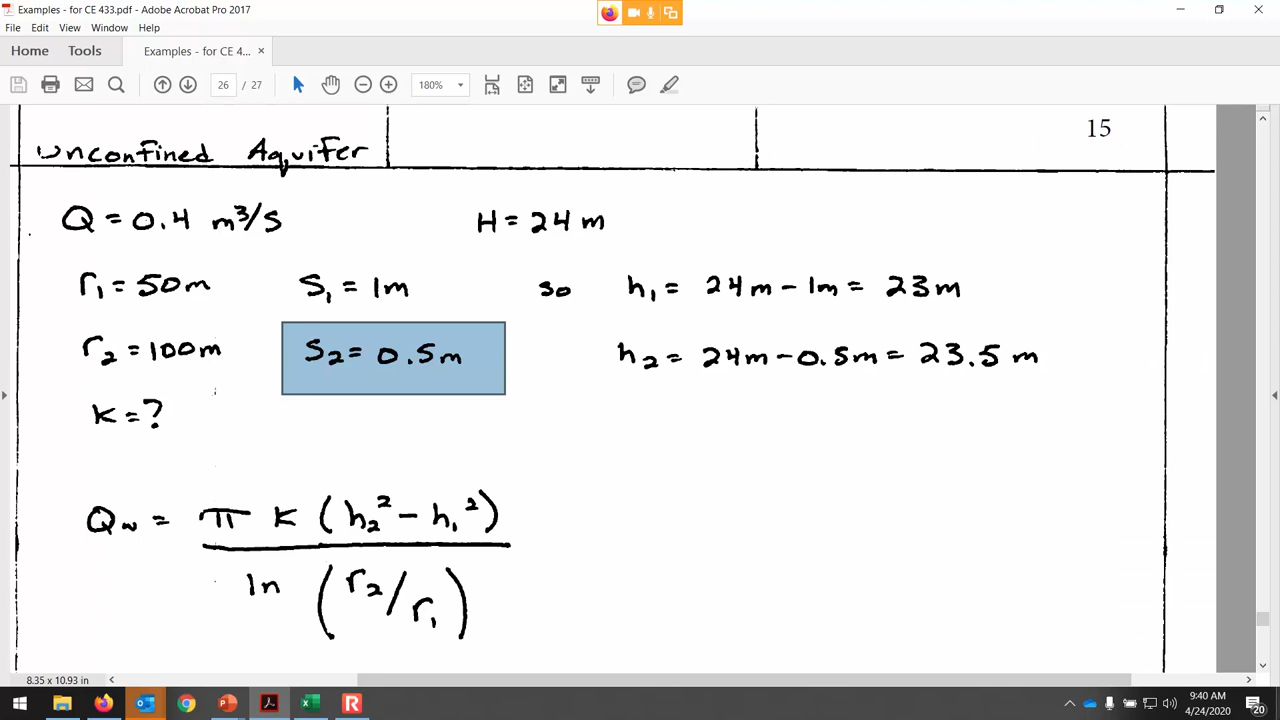 Examples - for CE 433.pdf - Adobe Acrobat Pro 2017
File Edit View Window Help
Home Tools Examples - for CE 4... ×
26 / 27 180%
15
Unconfined Aquifer
Q = 0.4 m³/s H = 24 m
r₁ = 50m S₁ = 1m so h₁ = 24m - 1m = 23m
r₂ = 100m S₂ = 0.5m h₂ = 24m - 0.5m = 23.5 m
K = ?
Qw = π K (h₂² - h₁²)
ln (r₂/r₁)
8.35 x 10.93 in
9:40 AM
4/24/2020
20